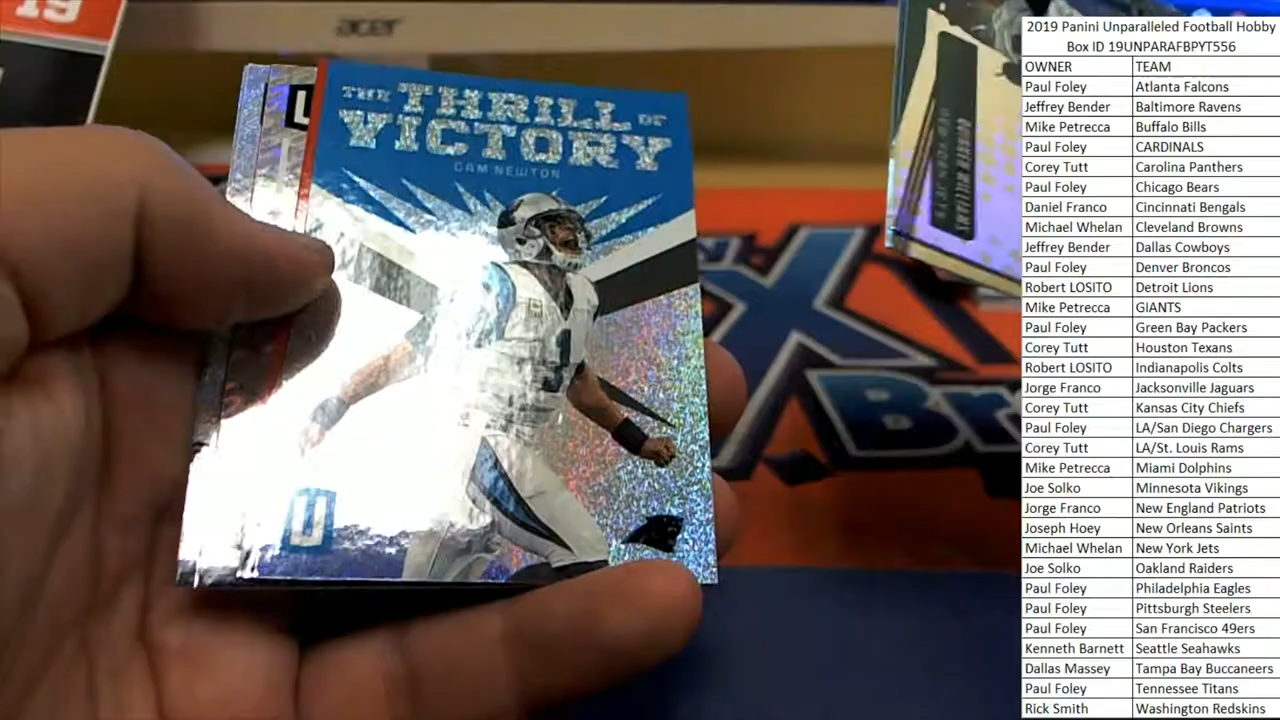 19
acer
THE THRILL OF
VICTORY
CAM NEWTON
U
QUINNEN WILLIAMS
NEW YORK JETS
X
Br
2019 Panini Unparalleled Football Hobby
Box ID 19UNPARAFBPYT556
OWNER TEAM
Paul Foley Atlanta Falcons
Jeffrey Bender Baltimore Ravens
Mike Petrecca Buffalo Bills
Paul Foley CARDINALS
Corey Tutt Carolina Panthers
Paul Foley Chicago Bears
Daniel Franco Cincinnati Bengals
Michael Whelan Cleveland Browns
Jeffrey Bender Dallas Cowboys
Paul Foley Denver Broncos
Robert LOSITO Detroit Lions
Mike Petrecca GIANTS
Paul Foley Green Bay Packers
Corey Tutt Houston Texans
Robert LOSITO Indianapolis Colts
Jorge Franco Jacksonville Jaguars
Corey Tutt Kansas City Chiefs
Paul Foley LA/San Diego Chargers
Corey Tutt LA/St. Louis Rams
Mike Petrecca Miami Dolphins
Joe Solko Minnesota Vikings
Jorge Franco New England Patriots
Joseph Hoey New Orleans Saints
Michael Whelan New York Jets
Joe Solko Oakland Raiders
Paul Foley Philadelphia Eagles
Paul Foley Pittsburgh Steelers
Paul Foley San Francisco 49ers
Kenneth Barnett Seattle Seahawks
Dallas Massey Tampa Bay Buccaneers
Paul Foley Tennessee Titans
Rick Smith Washington Redskins